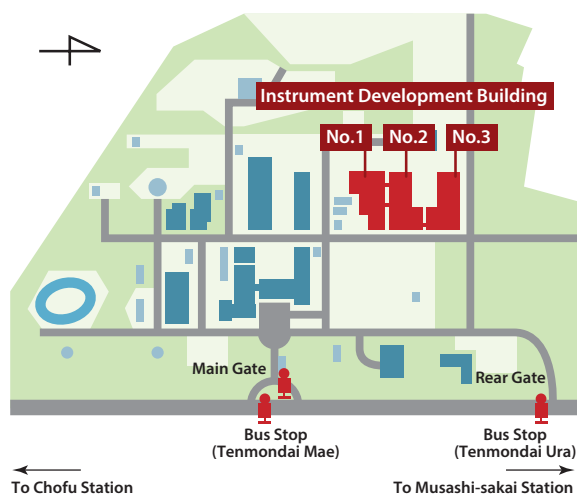 Instrument Development Building
No.1
No.2
No.3
Main Gate
Rear Gate
Bus Stop
(Tenmondai Mae)
Bus Stop
(Tenmondai Ura)
To Chofu Station
To Musashi-sakai Station